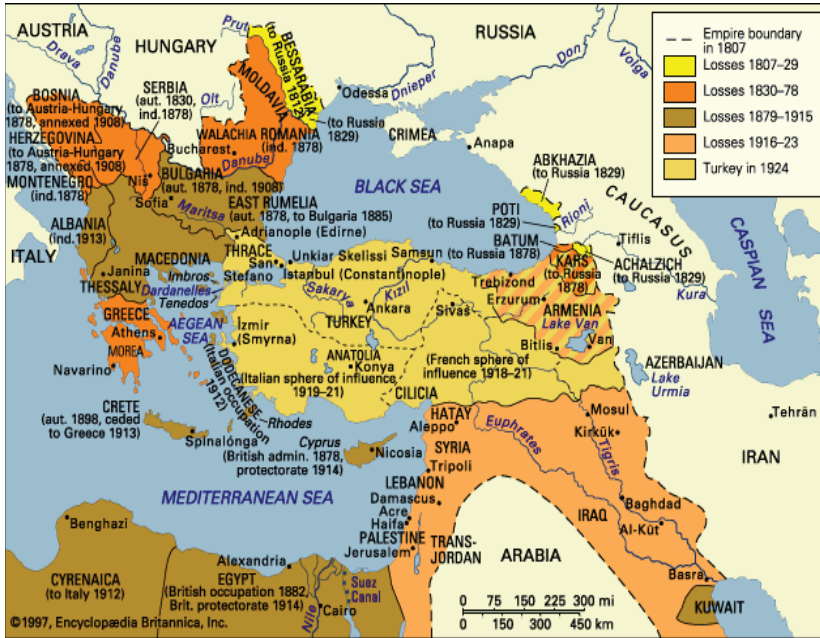 AUSTRIA
Drava
Danube
HUNGARY
Prut
BESSARABIA
(to Russia 1812)
MOLDAVIA
RUSSIA
Don
Volga
Dnieper
Odessa
Empire boundary
in 1807
Losses 1807–29
Losses 1830–78
Losses 1879–1915
Losses 1916–23
Turkey in 1924
SERBIA
(aut. 1830,
ind.1878)
Olt
BOSNIA
(to Austria-Hungary
1878, annexed 1908)
HERZEGOVINA
(to Austria-Hungary
1878, annexed 1908)
MONTENEGRO
(ind.1878)
WALACHIA
ROMANIA
(ind. 1878)
Bucharest
Danube
(to Russia
1829)
CRIMEA
Anapa
Niš
Sofia
BULGARIA
(aut. 1878, ind. 1908)
Maritsa
EAST RUMELIA
(aut. 1878, to Bulgaria 1885)
Adrianople (Edirne)
BLACK SEA
ABKHAZIA
(to Russia 1829)
CAUCASUS
POTI
(to Russia
1829)
Rioni
BATUM
(to Russia 1878)
Tiflis
KARS
(to Russia
1878)
ACHALZICH
(to Russia 1829)
Kura
CASPIAN
SEA
ALBANIA
(ind.1913)
ITALY
MACEDONIA
THRACE
San
Stefano
Unkiar Skelissi
Istanbul (Constantinople)
Samsun
Janina
THESSALY
Imbros
Dardanelles
Tenedos
Sakarya
Kızıl
Ankara
Sivas
Trebizond
Erzurum
ARMENIA
Lake Van
Van
Bitlis
GREECE
Athens
AEGEAN
SEA
MOREA
Navarino
İzmir
(Smyrna)
TURKEY
ANATOLIA
Konya
(Italian sphere of influence
1919–21)
(French sphere of
influence 1918–21)
CILICIA
AZERBAIJAN
Lake
Urmia
Tehrān
DODECANESE
(Italian occupation
1912)
Rhodes
CRETE
(aut. 1898, ceded
to Greece 1913)
Spinalónga
Cyprus
(British admin. 1878,
protectorate 1914)
Nicosia
HATAY
Aleppo
SYRIA
Euphrates
Mosul
Kirkūk
Tigris
IRAN
MEDITERRANEAN SEA
Tripoli
LEBANON
Damascus
Acre
Haifa
PALESTINE
Jerusalem
TRANS-
JORDAN
Baghdad
IRAQ
Al-Kūt
Basra
KUWAIT
ARABIA
Benghazi
Alexandria
CYRENAICA
(to Italy 1912)
EGYPT
(British occupation 1882,
Brit. protectorate 1914)
Nile
Cairo
Suez
Canal
0 75 150 225 300 mi
0 150 300 450 km
©1997, Encyclopædia Britannica, Inc.